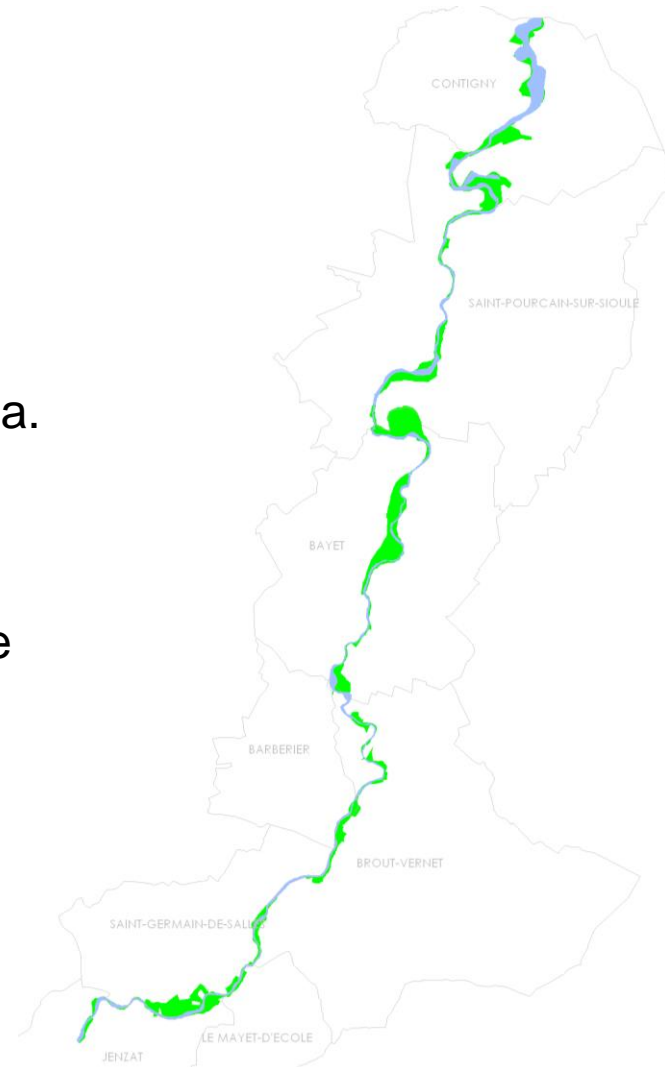 CONTIGNY
SAINT-POURCAIN-SUR-SIOULE
a.
BAYET
e
BARBERIER
BROUT-VERNET
SAINT-GERMAIN-DE-SALLES
LE MAYET-D'ECOLE
JENZAT